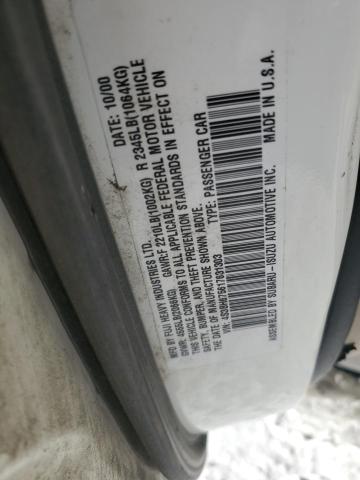 MFD BY FUJI HEAVY INDUSTRIES LTD. DATE: 10/00
GVWR: 4555LB(2066KG) GAWR:F 2210LB(1002KG) R 2345LB(1064KG)
VEHICLE CONFORMS TO ALL APPLICABLE FEDERAL MOTOR VEHICLE
SAFETY, BUMPER, AND THEFT PREVENTION STANDARDS IN EFFECT ON
THE DATE OF MANUFACTURE SHOWN ABOVE.
VIN: 4S3BH675617631303 TYPE: PASSENGER CAR
ASSEMBLED BY SUBARU-ISUZU AUTOMOTIVE INC. MADE IN U.S.A.